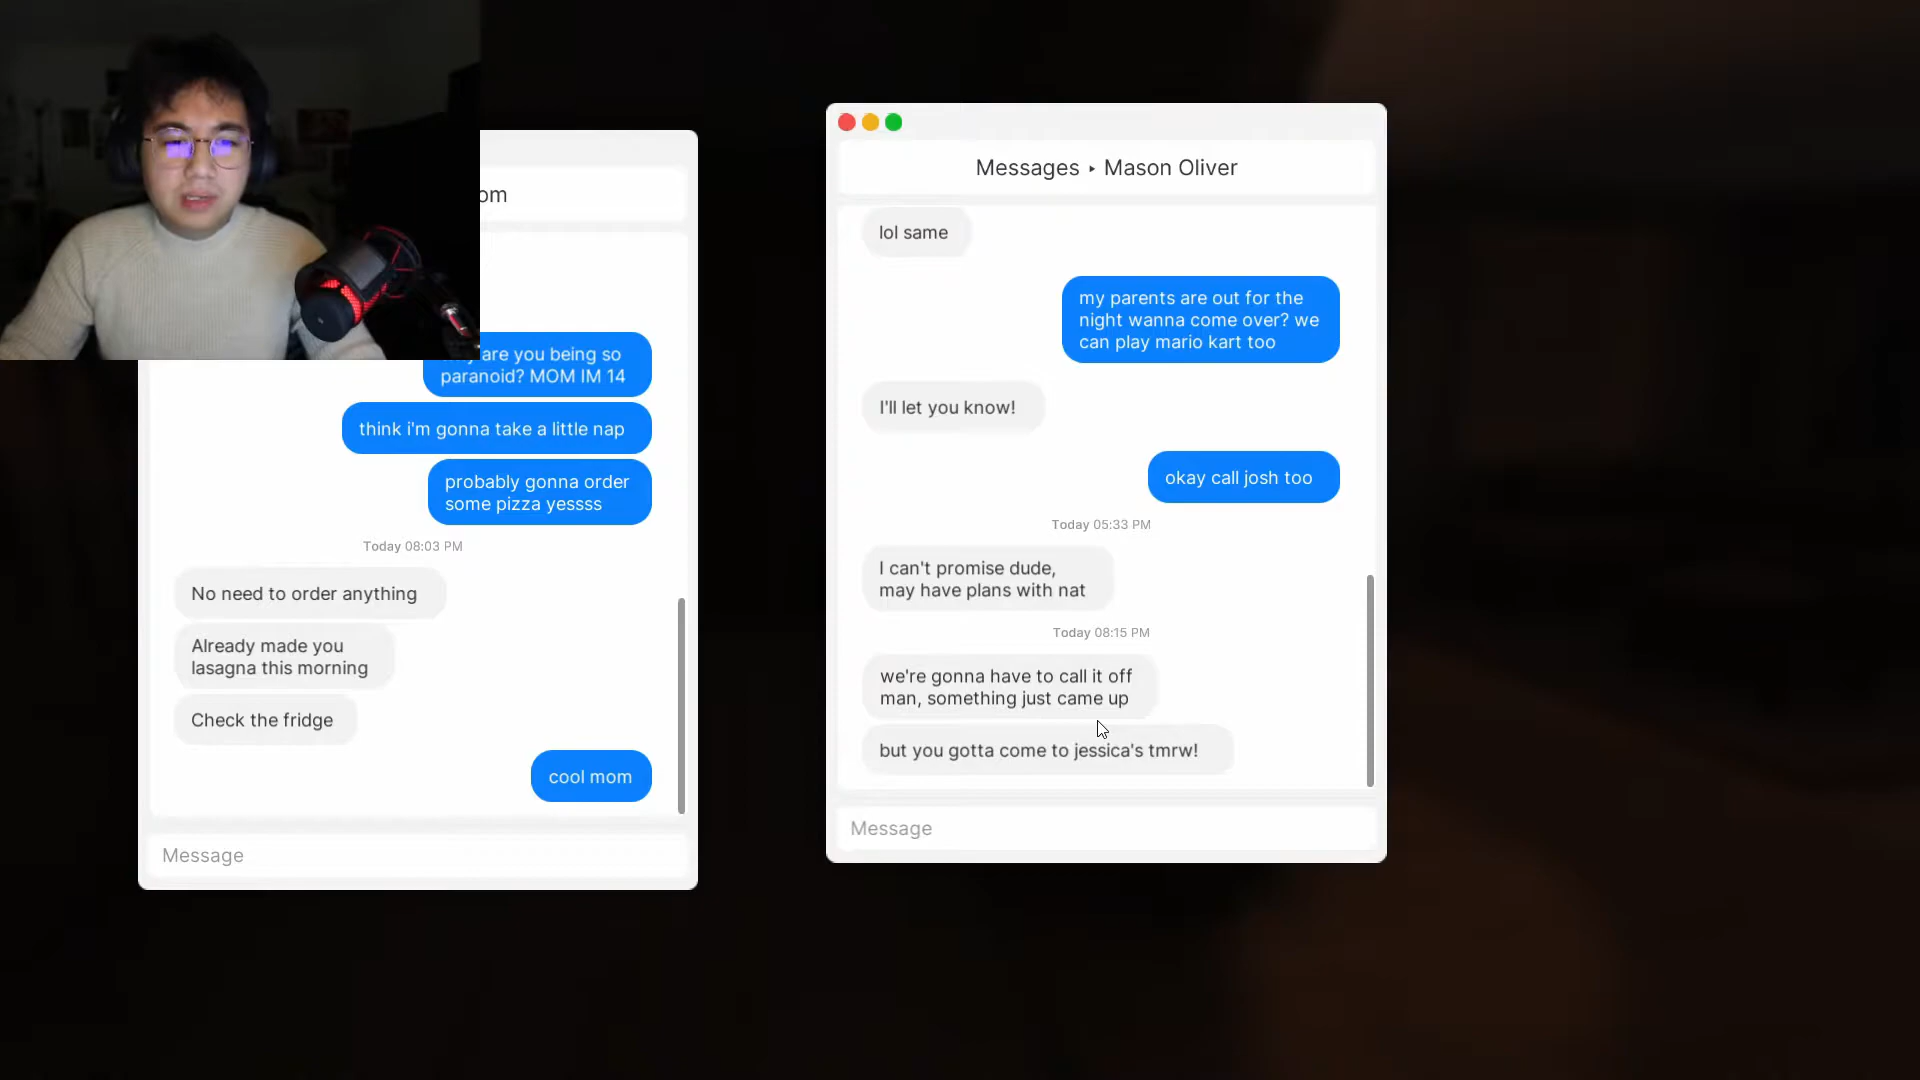 om
are you being so
paranoid? MOM IM 14
think i'm gonna take a little nap
probably gonna order
some pizza yessss
Today 08:03 PM
No need to order anything
Already made you
lasagna this morning
Check the fridge
cool mom
Message
Messages ‣ Mason Oliver
lol same
my parents are out for the
night wanna come over? we
can play mario kart too
I'll let you know!
okay call josh too
Today 05:33 PM
I can't promise dude,
may have plans with nat
Today 08:15 PM
we're gonna have to call it off
man, something just came up
but you gotta come to jessica's tmrw!
Message